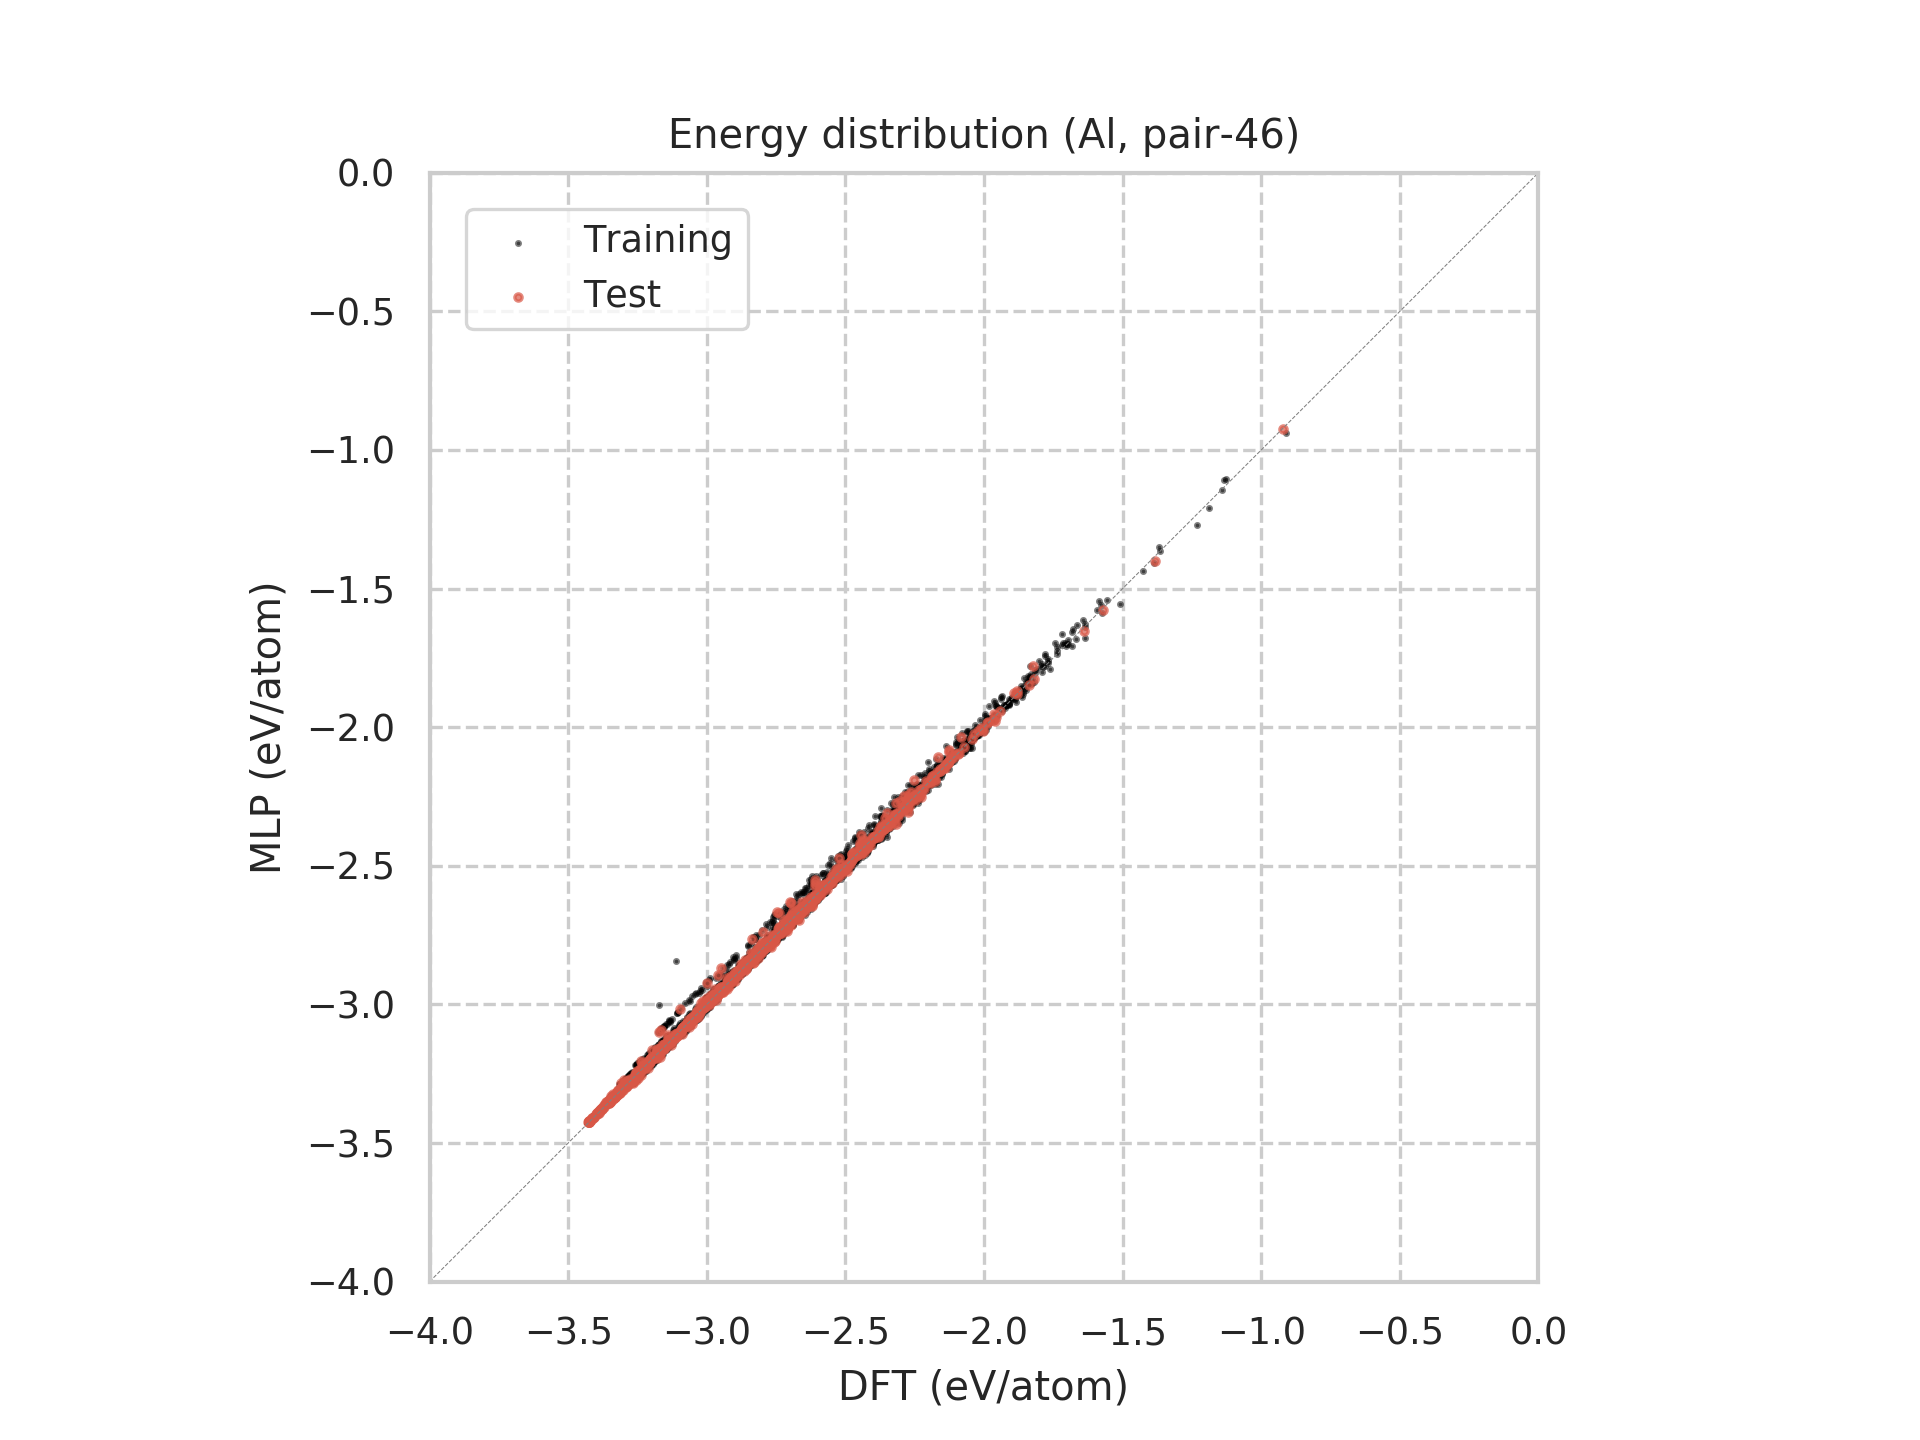 Energy distribution (Al, pair-46)
0.0
−0.5
−1.0
−1.5
−2.0
−2.5
−3.0
−3.5
−4.0
MLP (eV/atom)
Training
Test
−4.0 −3.5 −3.0 −2.5 −2.0 −1.5 −1.0 −0.5 0.0
DFT (eV/atom)